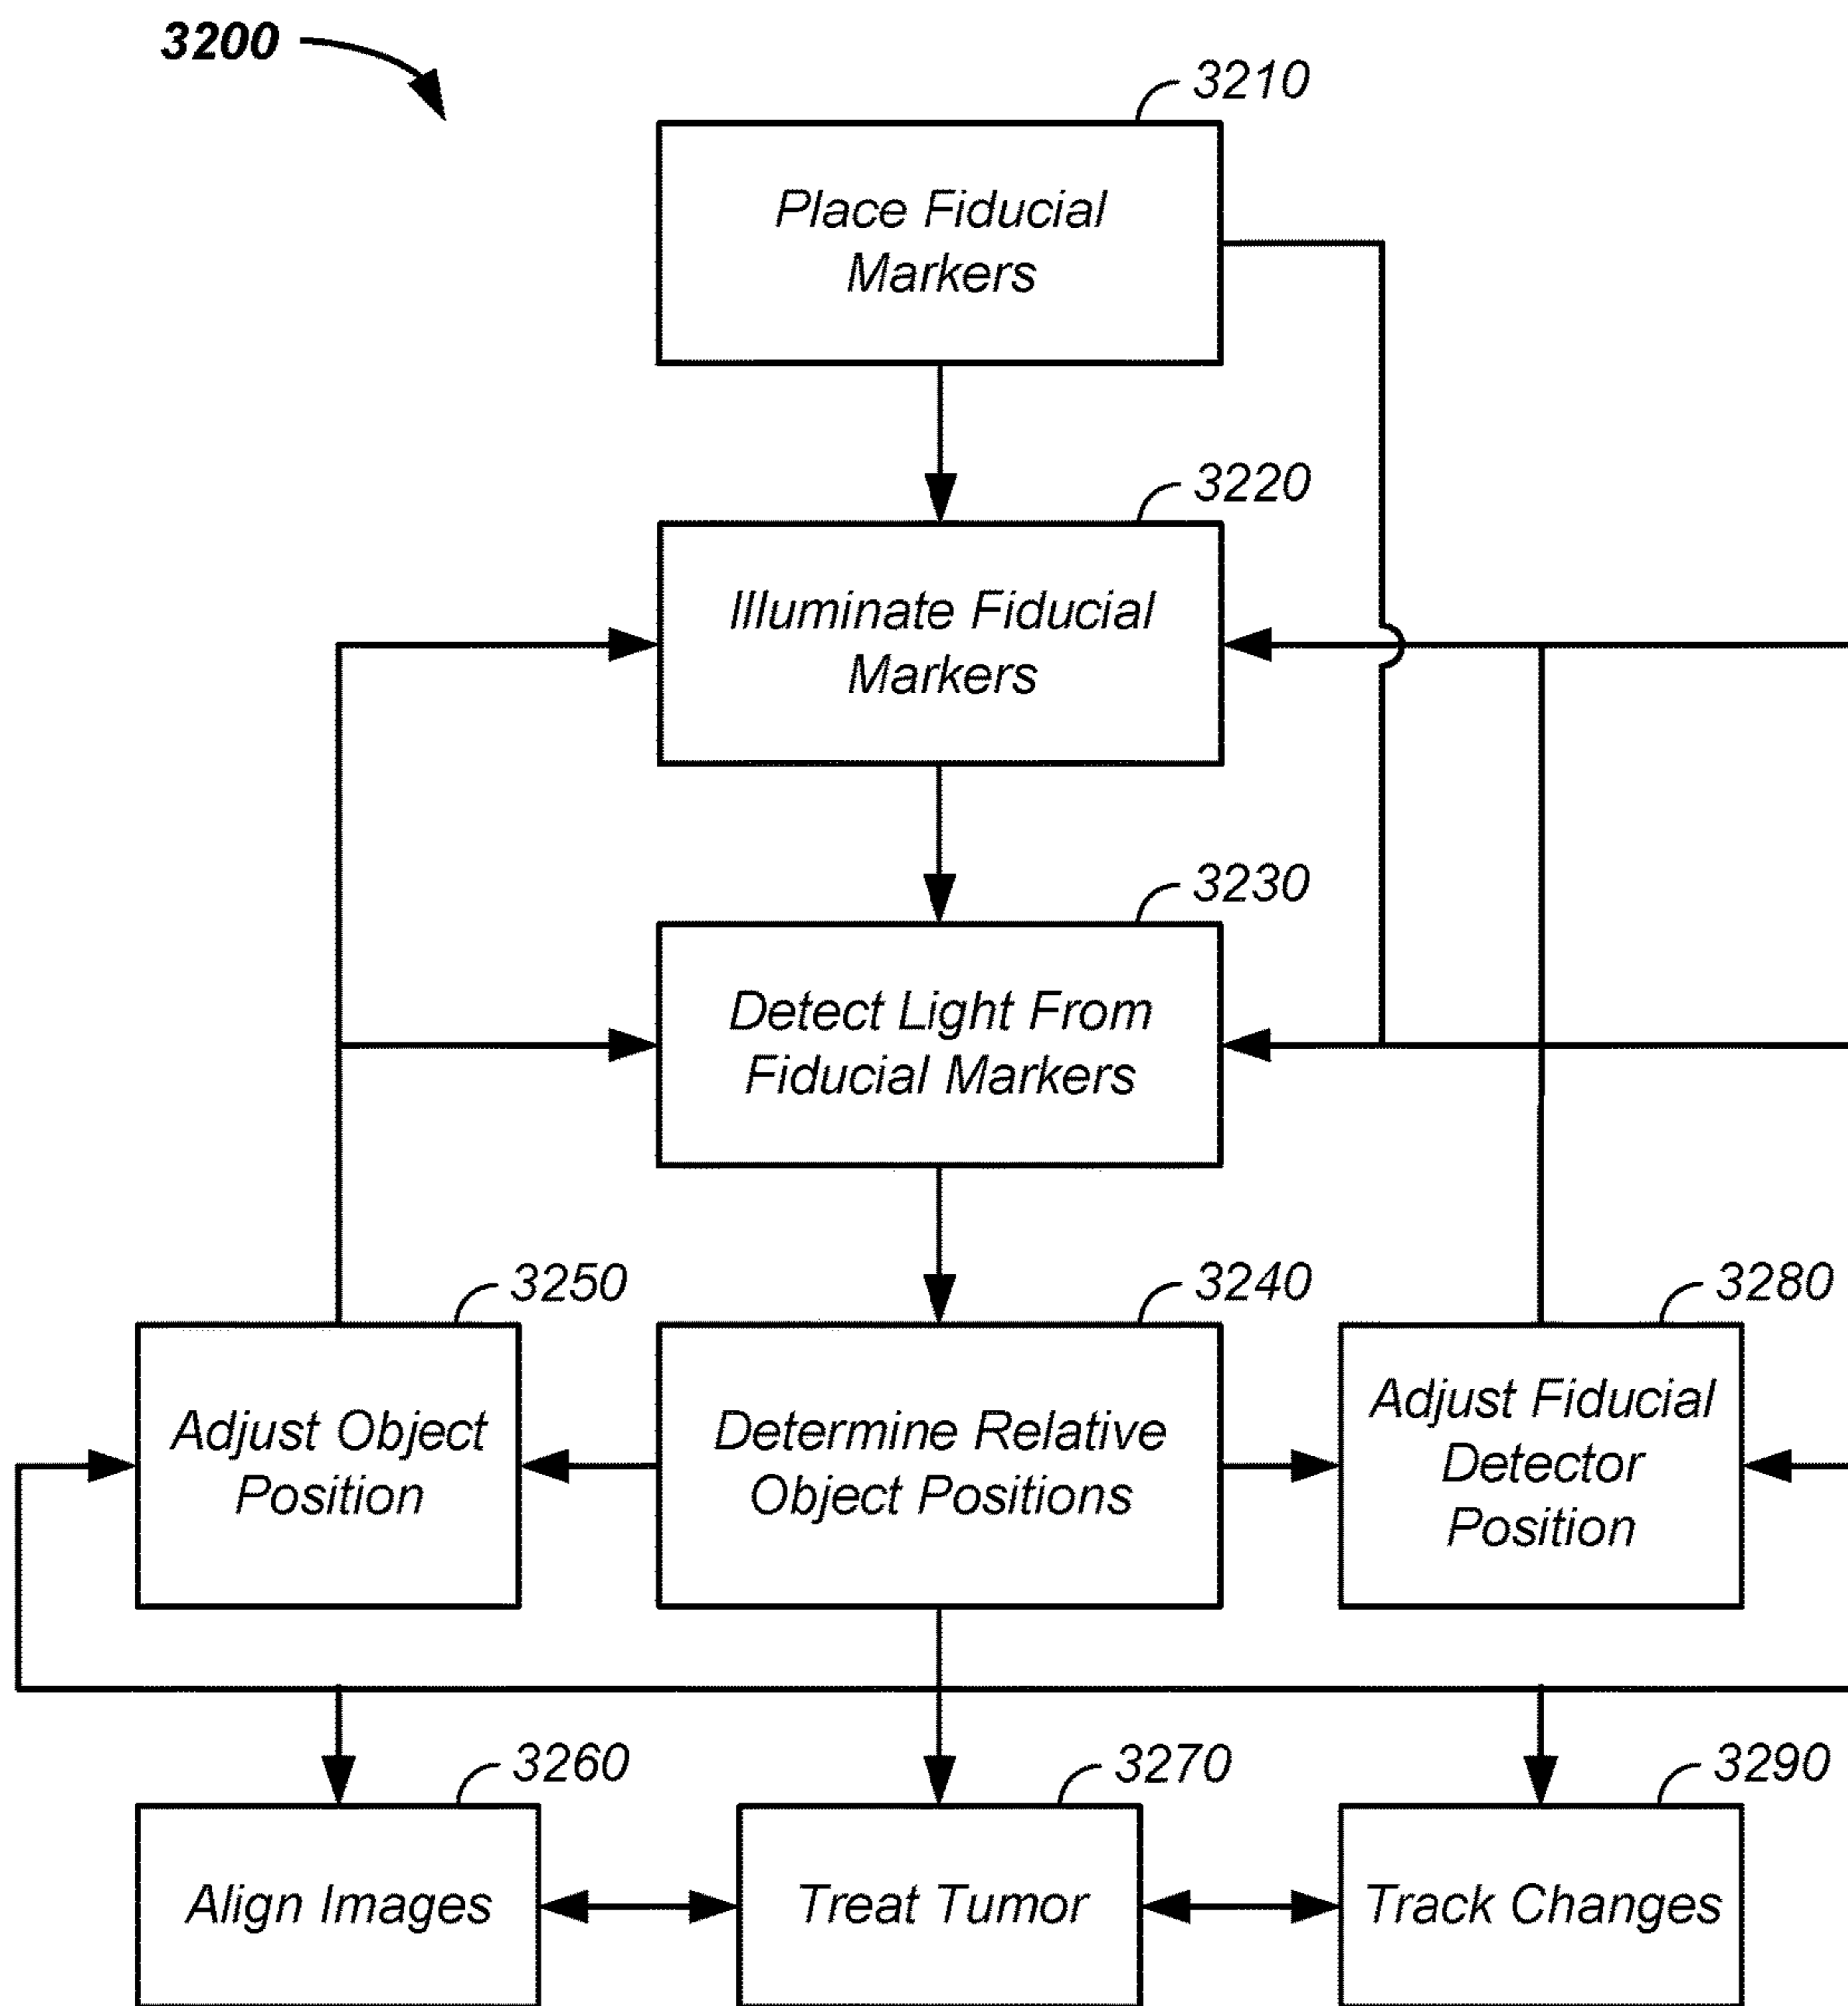 3200
3210
Place Fiducial
Markers
3220
Illuminate Fiducial
Markers
3230
Detect Light From
Fiducial Markers
3250
3240
3280
Adjust Object
Position
Determine Relative
Object Positions
Adjust Fiducial
Detector
Position
3260
3270
3290
Align Images
Treat Tumor
Track Changes